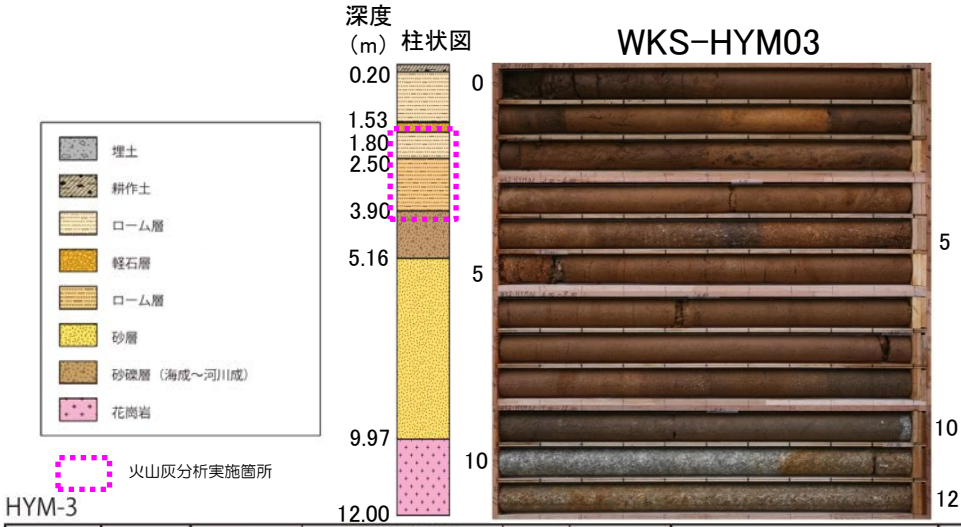 深度
(m) 柱状図
WKS-HYM03
0.20
1.53
1.80
2.50
3.90
5.16
9.97
12.00
0
5
10
5
10
12
埋土
耕作土
ローム層
軽石層
ローム層
砂層
砂礫層（海成～河川成）
花崗岩
火山灰分析実施箇所
HYM-3